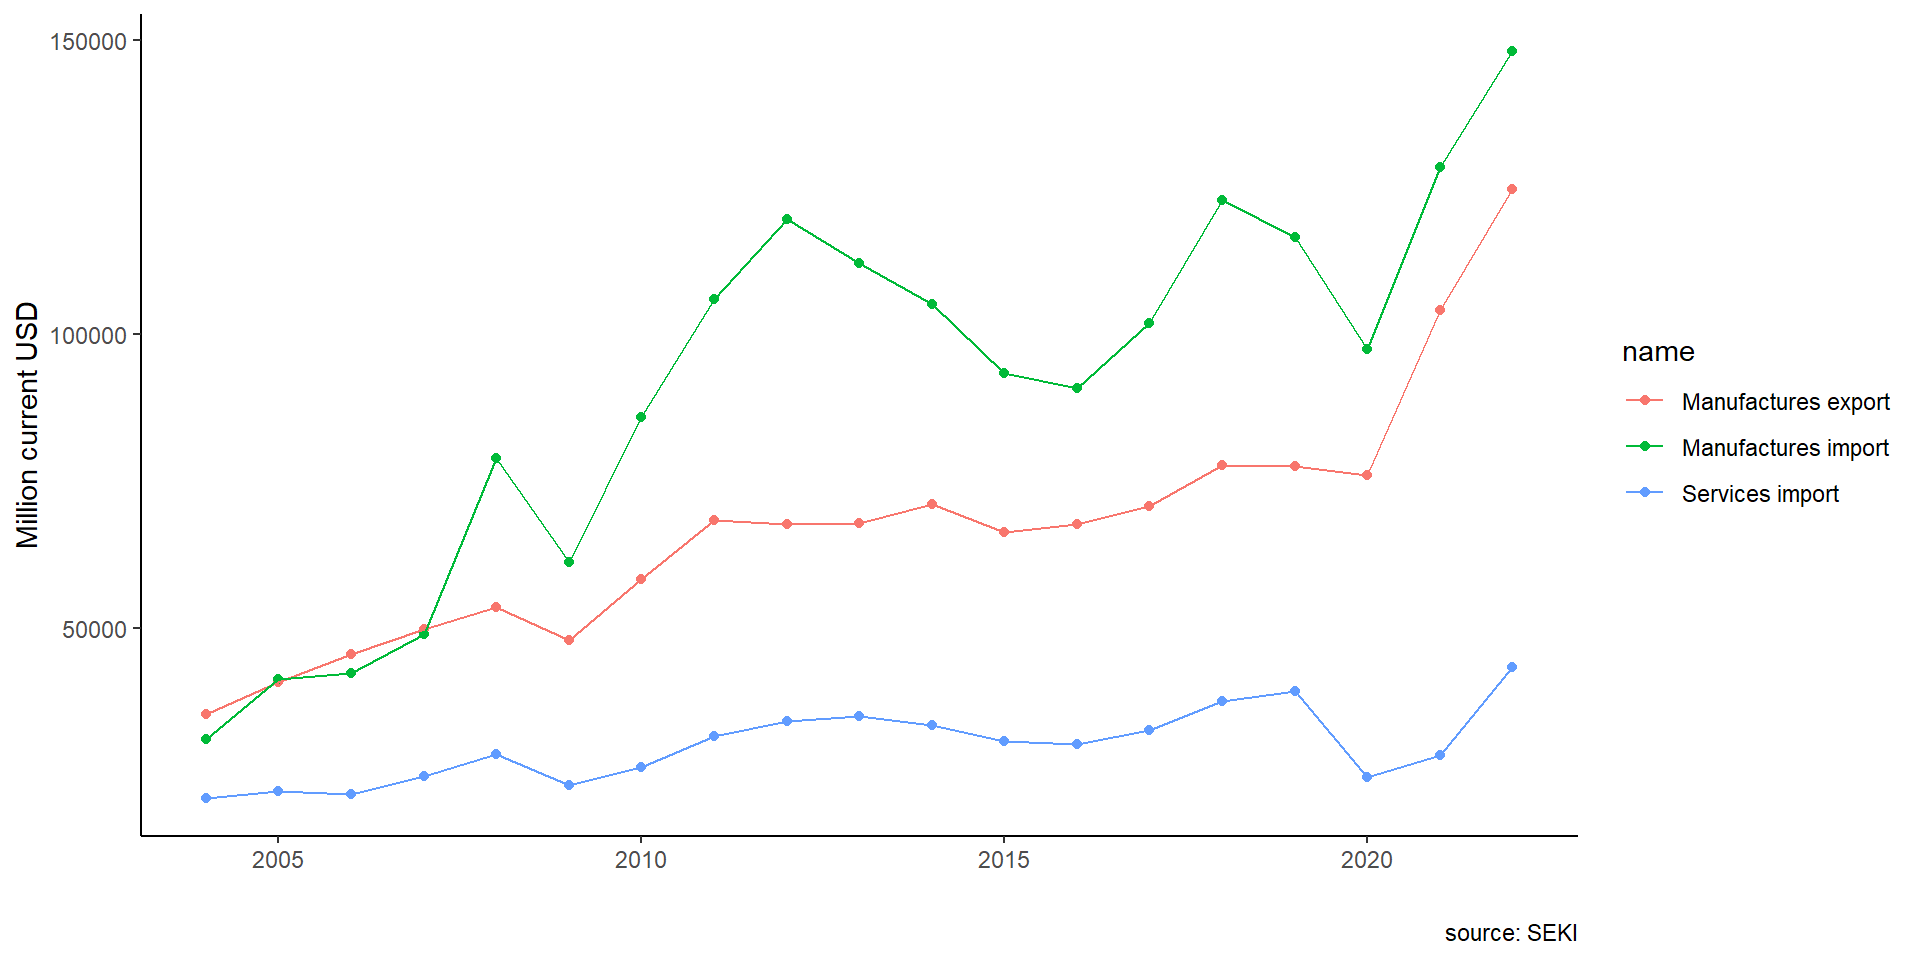 Million current USD
150000
100000
50000
2005 2010 2015 2020
name
Manufactures export
Manufactures import
Services import
source: SEKI